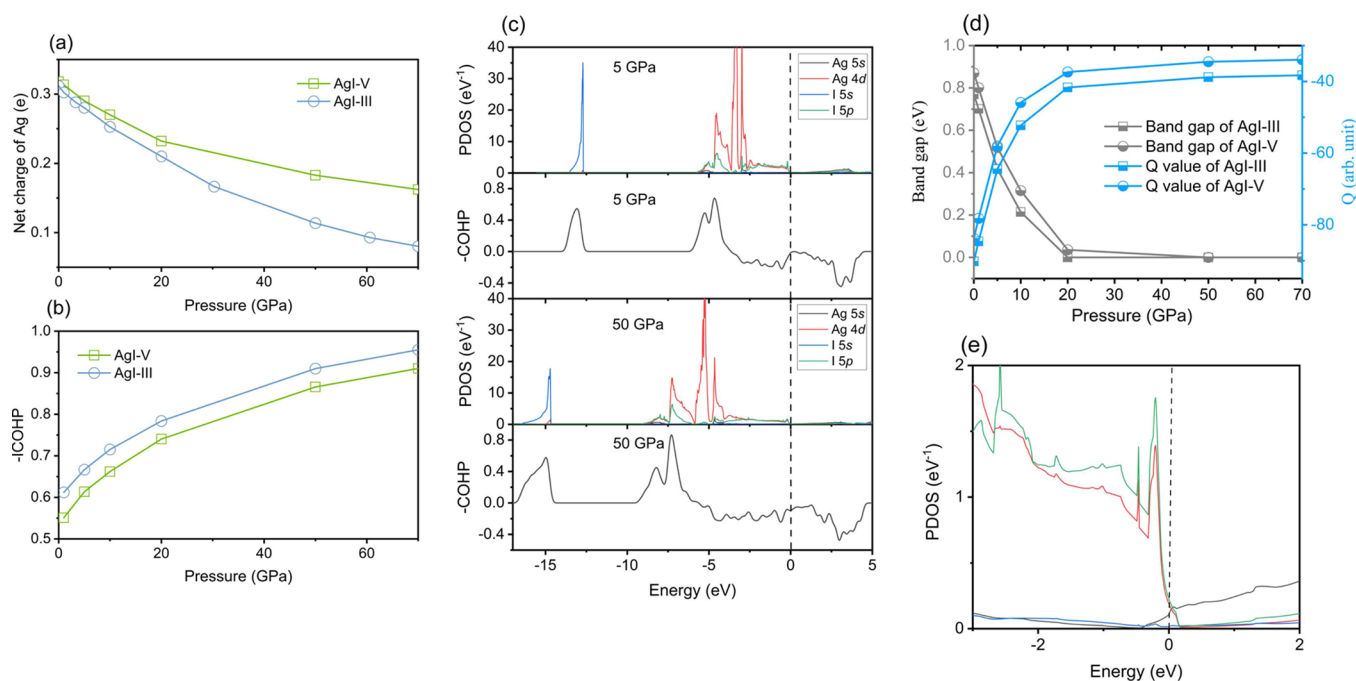 (a)
Net charge of Ag (e)
0.3
0.2
0.1
AgI-V
AgI-III
0 20 40 60
Pressure (GPa)
(b)
-ICOHP
1.0
0.9
0.8
0.7
0.6
0.5
AgI-V
AgI-III
0 20 40 60
Pressure (GPa)
(c)
PDOS (eV⁻¹)
40
30
20
10
0
5 GPa
Ag 5s
Ag 4d
I 5s
I 5p
-COHP
0.8
0.4
0.0
-0.4
5 GPa
PDOS (eV⁻¹)
40
30
20
10
0
50 GPa
Ag 5s
Ag 4d
I 5s
I 5p
-COHP
0.8
0.4
0.0
-0.4
50 GPa
-15 -10 -5 0 5
Energy (eV)
(d)
Band gap (eV)
1.0
0.8
0.6
0.4
0.2
0.0
Band gap of AgI-III
Band gap of AgI-V
Q value of AgI-III
Q value of AgI-V
-40
-60
-80
Q (arb. unit)
0 10 20 30 40 50 60 70
Pressure (GPa)
(e)
PDOS (eV⁻¹)
2
1
0
-2 0 2
Energy (eV)